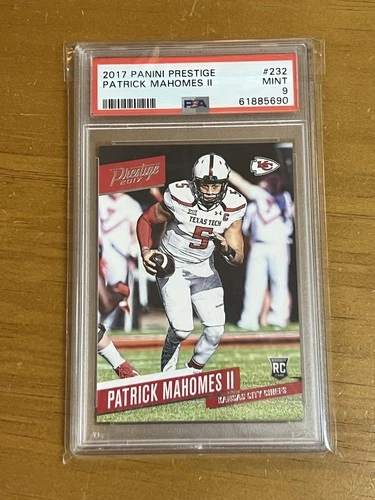 2017 PANINI PRESTIGE #232
PATRICK MAHOMES II MINT
9
PSA 61885690
Prestige
2017
KC
C
TEXAS TECH
5
5
RC
PATRICK MAHOMES II
KANSAS CITY CHIEFS